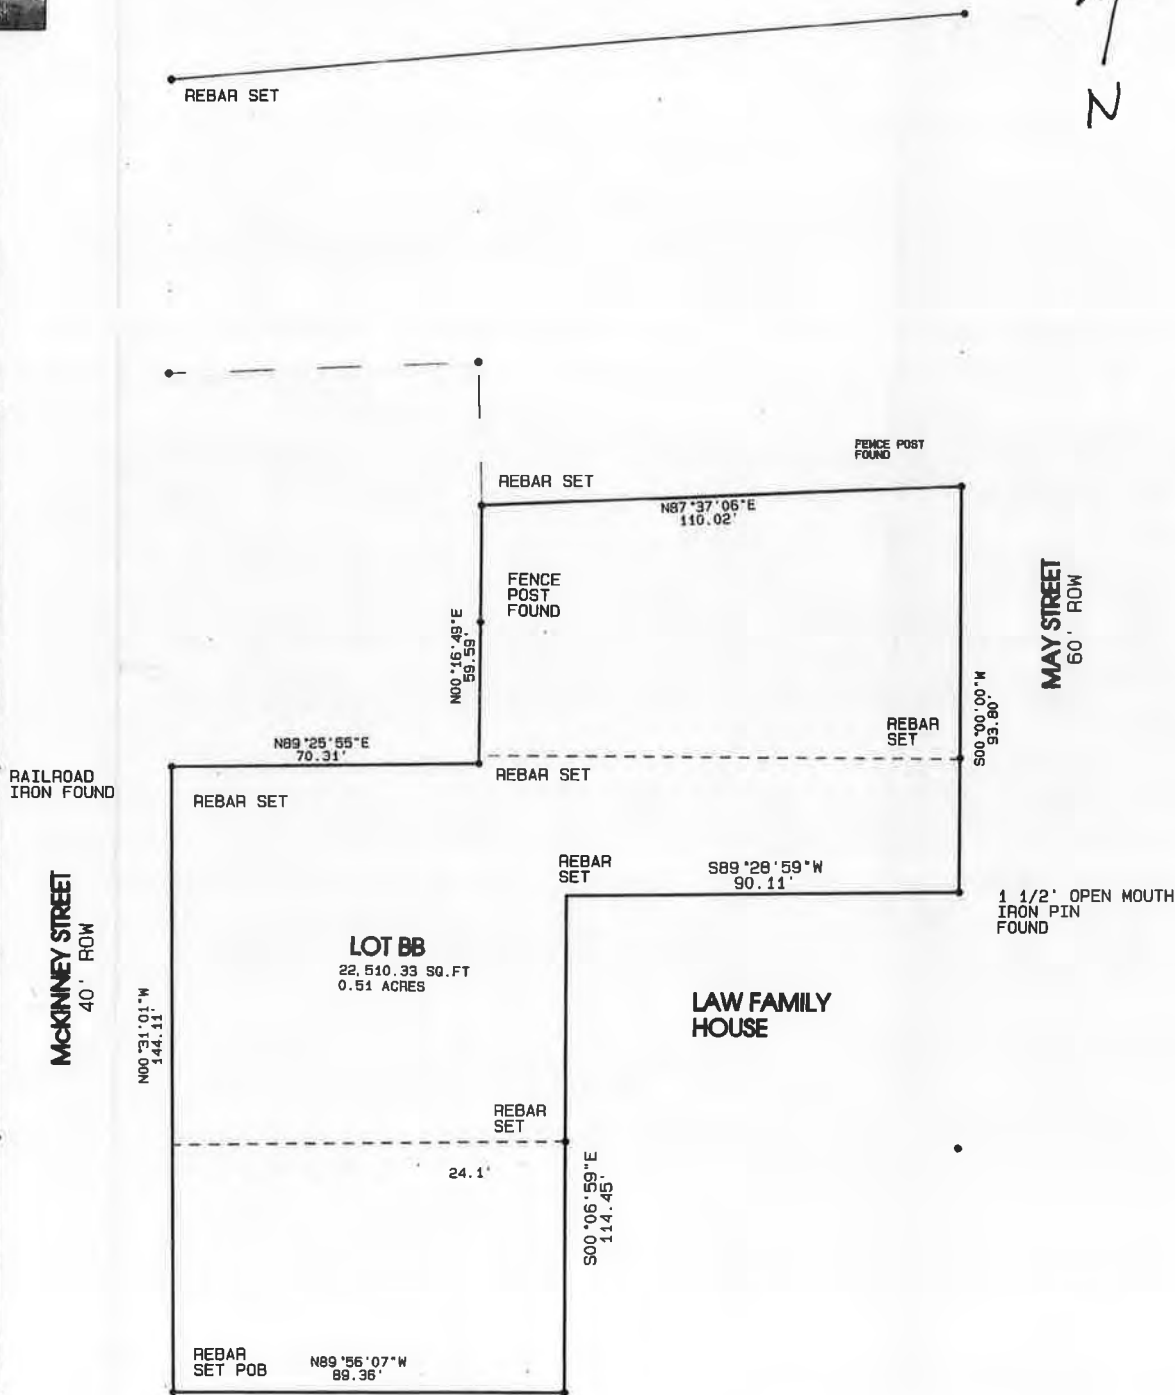 REBAR SET
N
FENCE POST
FOUND
REBAR SET
N87°37'06"E
110.02'
FENCE
POST
FOUND
N00°16'49"E
59.59'
MAY STREET
60' ROW
S00°00'00"W
93.80'
REBAR
SET
N89°25'55"E
70.31'
REBAR SET
RAILROAD
IRON FOUND
REBAR SET
REBAR
SET
S89°28'59"W
90.11'
1 1/2' OPEN MOUTH
IRON PIN
FOUND
McKINNEY STREET
40' ROW
LOT BB
22,510.33 SQ.FT
0.51 ACRES
LAW FAMILY
HOUSE
N00°31'01"W
144.11'
REBAR
SET
24.1'
S00°06'59"E
114.45'
REBAR
SET POB
N89°56'07"W
89.36'